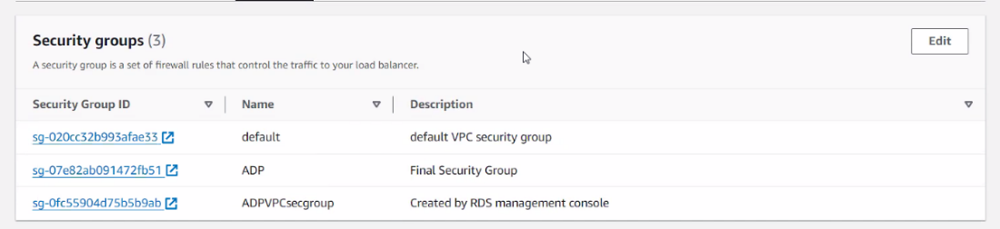 Security groups (3)
Edit
A security group is a set of firewall rules that control the traffic to your load balancer.
Security Group ID Name Description
sg-020cc32b993afae33 default default VPC security group
sg-07e82ab091472fb51 ADP Final Security Group
sg-0fc55904d75b5b9ab ADPVPCsecgroup Created by RDS management console